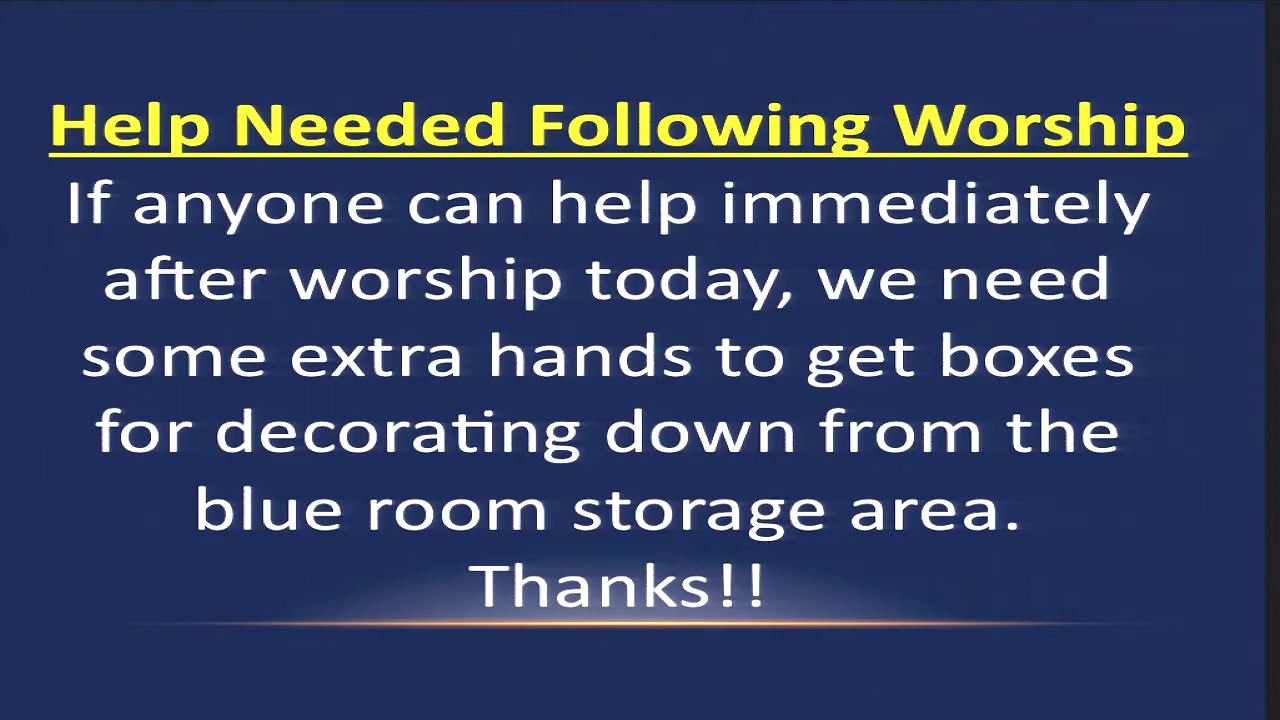 Help Needed Following Worship
If anyone can help immediately
after worship today, we need
some extra hands to get boxes
for decorating down from the
blue room storage area.
Thanks!!